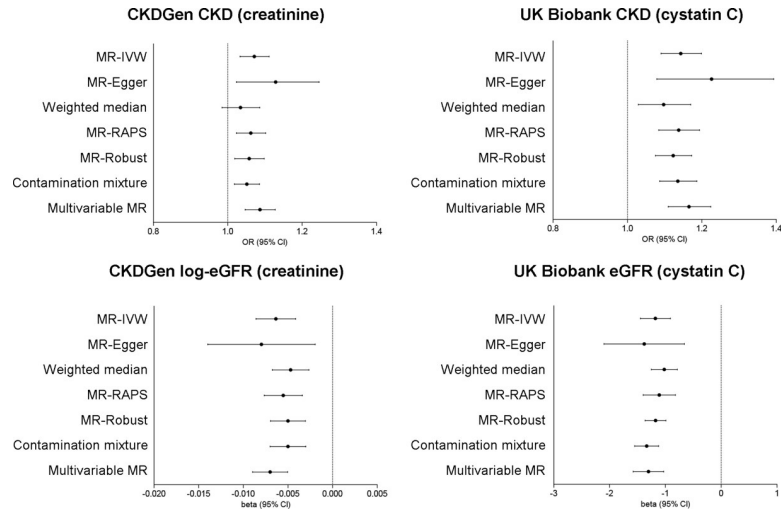 CKDGen CKD (creatinine)
MR-IVW
MR-Egger
Weighted median
MR-RAPS
MR-Robust
Contamination mixture
Multivariable MR
0.8 1.0 1.2 1.4
OR (95% CI)
UK Biobank CKD (cystatin C)
MR-IVW
MR-Egger
Weighted median
MR-RAPS
MR-Robust
Contamination mixture
Multivariable MR
0.8 1.0 1.2 1.4
OR (95% CI)
CKDGen log-eGFR (creatinine)
MR-IVW
MR-Egger
Weighted median
MR-RAPS
MR-Robust
Contamination mixture
Multivariable MR
-0.020 -0.015 -0.010 -0.005 0.000 0.005
beta (95% CI)
UK Biobank eGFR (cystatin C)
MR-IVW
MR-Egger
Weighted median
MR-RAPS
MR-Robust
Contamination mixture
Multivariable MR
-3 -2 -1 0 1
beta (95% CI)